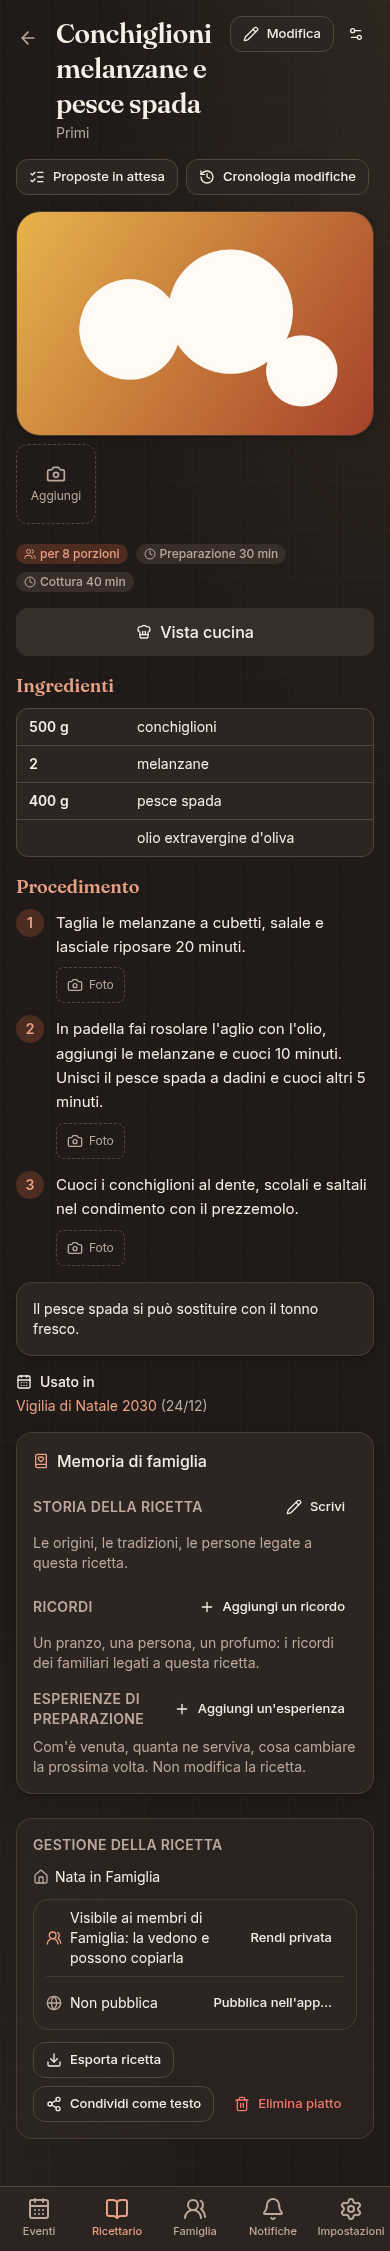 Conchiglioni
melanzane e
pesce spada
Modifica
Primi
Proposte in attesa
Cronologia modifiche
Aggiungi
per 8 porzioni
Preparazione 30 min
Cottura 40 min
Vista cucina
Ingredienti
500 g conchiglioni
2 melanzane
400 g pesce spada
olio extravergine d'oliva
Procedimento
1 Taglia le melanzane a cubetti, salale e
lasciale riposare 20 minuti.
Foto
2 In padella fai rosolare l'aglio con l'olio,
aggiungi le melanzane e cuoci 10 minuti.
Unisci il pesce spada a dadini e cuoci altri 5
minuti.
Foto
3 Cuoci i conchiglioni al dente, scolali e saltali
nel condimento con il prezzemolo.
Foto
Il pesce spada si può sostituire con il tonno
fresco.
Usato in
Vigilia di Natale 2030 (24/12)
Memoria di famiglia
STORIA DELLA RICETTA
Scrivi
Le origini, le tradizioni, le persone legate a
questa ricetta.
RICORDI
Aggiungi un ricordo
Un pranzo, una persona, un profumo: i ricordi
dei familiari legati a questa ricetta.
ESPERIENZE DI
PREPARAZIONE
Aggiungi un'esperienza
Com'è venuta, quanta ne serviva, cosa cambiare
la prossima volta. Non modifica la ricetta.
GESTIONE DELLA RICETTA
Nata in Famiglia
Visibile ai membri di
Famiglia: la vedono e
possono copiarla
Rendi privata
Non pubblica
Pubblica nell'app...
Esporta ricetta
Condividi come testo
Elimina piatto
Eventi
Ricettario
Famiglia
Notifiche
Impostazioni